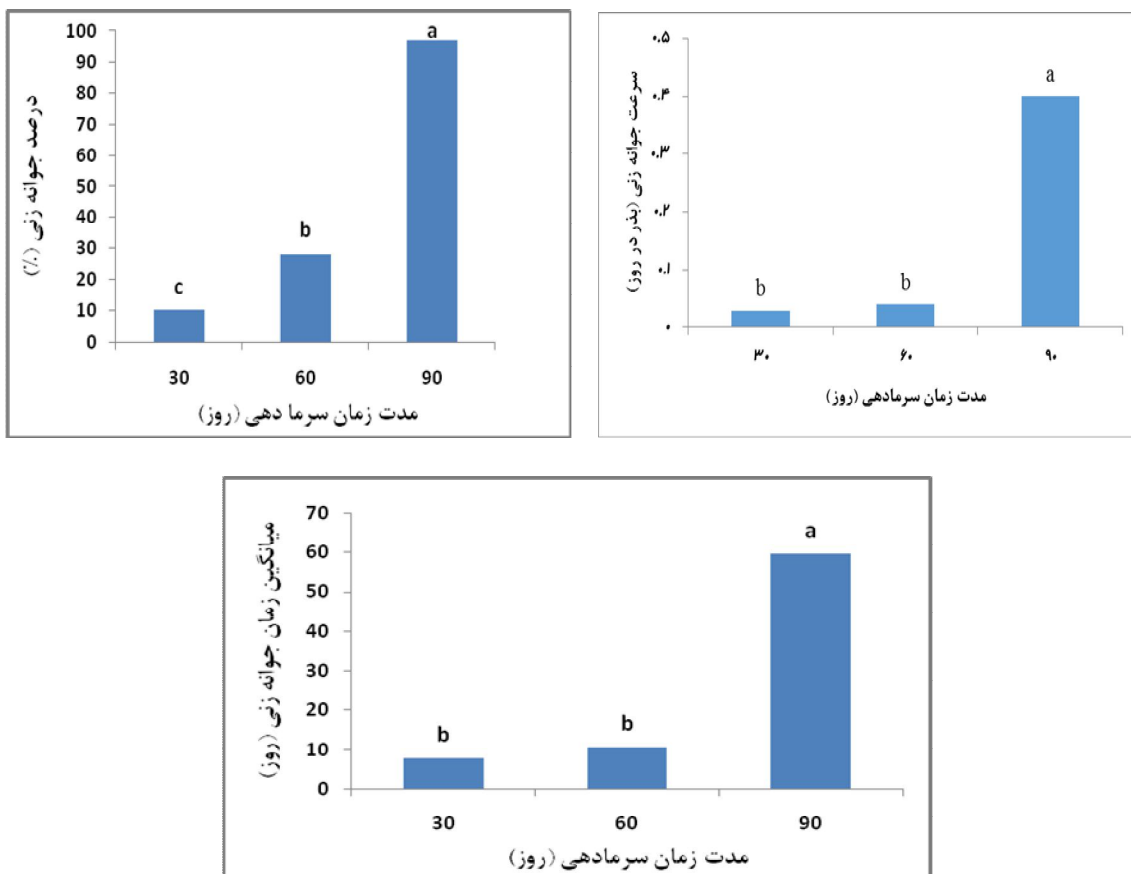 درصد جوانه زنی (٪)
100
90
80
70
60
50
40
30
20
10
0
c
b
a
30 60 90
مدت زمان سرما دهی (روز)
سرعت جوانه زنی (بذر در روز)
۰.۵
۰.۴
۰.۳
۰.۲
۰.۱
۰
b
b
a
۳۰ ۶۰ ۹۰
مدت زمان سرمادهی (روز)
میانگین زمان جوانه زنی (روز)
70
60
50
40
30
20
10
0
b
b
a
30 60 90
مدت زمان سرمادهی (روز)